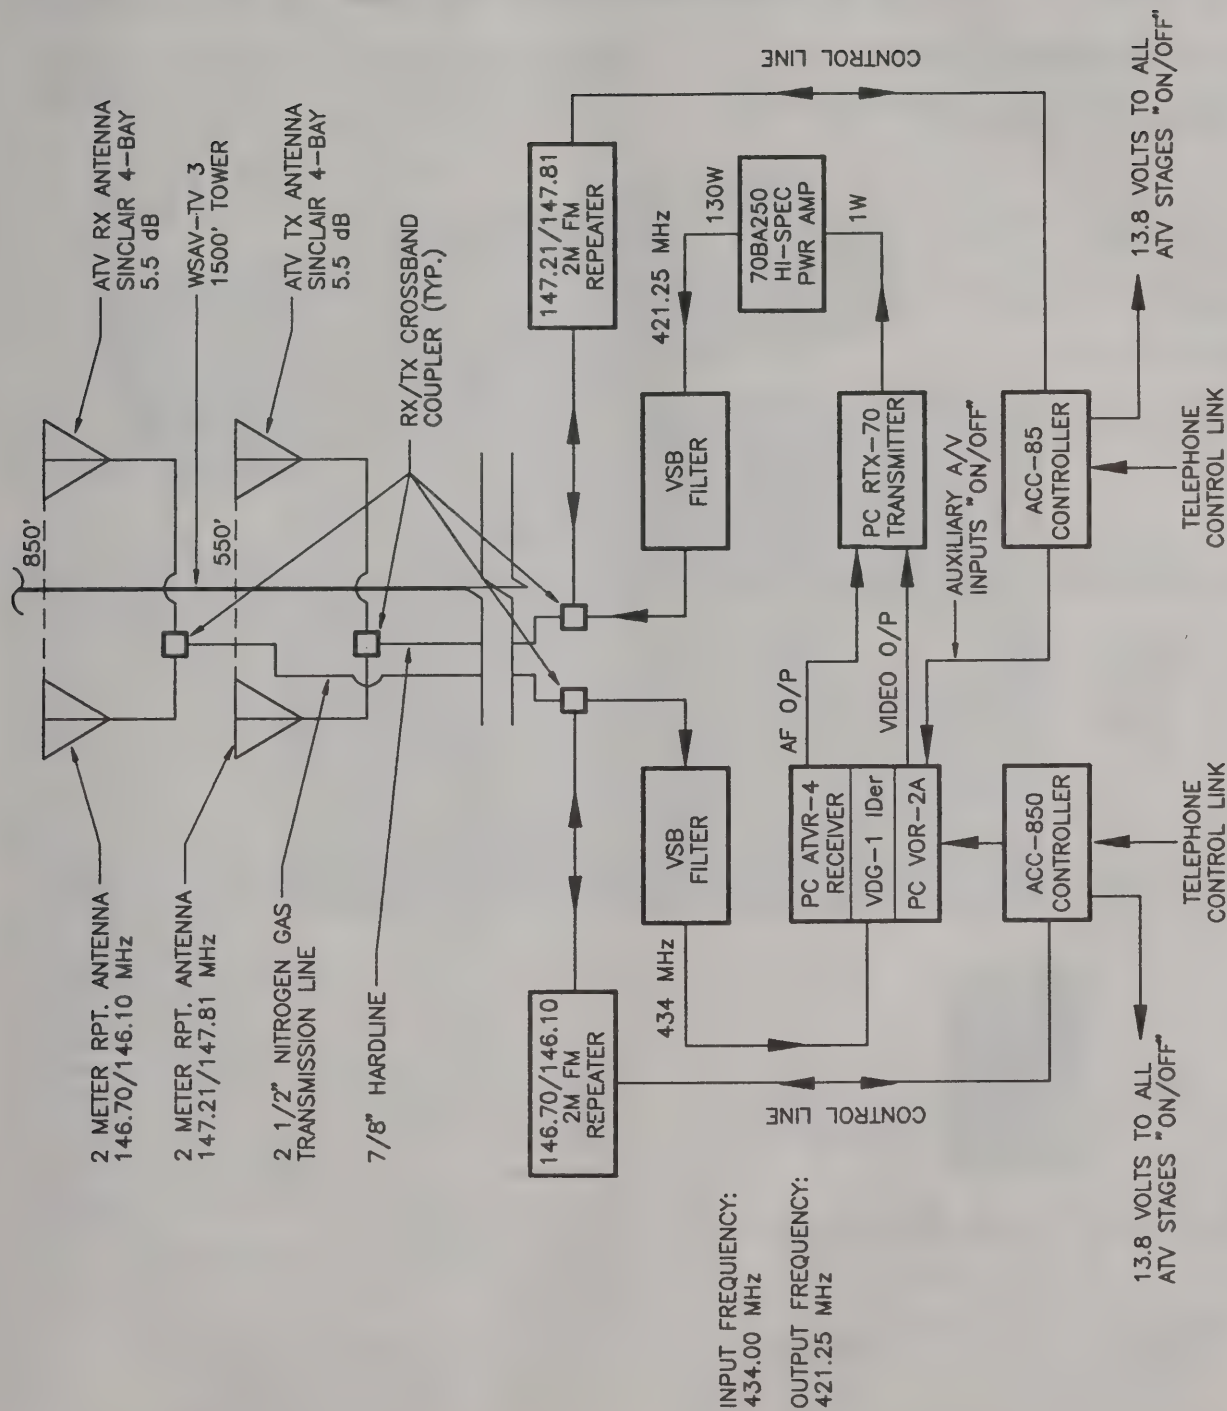 2 METER RPT. ANTENNA
146.70/146.10 MHz
2 METER RPT. ANTENNA
147.21/147.81 MHz
2 1/2" NITROGEN GAS
TRANSMISSION LINE
7/8" HARDLINE
850'
550'
ATV RX ANTENNA
SINCLAIR 4-BAY
5.5 dB
WSAV-TV 3
1500' TOWER
ATV TX ANTENNA
SINCLAIR 4-BAY
5.5 dB
RX/TX CROSSBAND
COUPLER (TYP.)
146.70/146.10
2M FM
REPEATER
147.21/147.81
2M FM
REPEATER
CONTROL LINE
CONTROL LINE
434 MHz
VSB
FILTER
VSB
FILTER
421.25 MHz
130W
70BA250
HI-SPEC
PWR AMP
1W
INPUT FREQUIENCY:
434.00 MHz
OUTPUT FREQUENCY:
421.25 MHz
PC ATVR-4
RECEIVER
VDG-1 IDer
PC VOR-2A
AF O/P
VIDEO O/P
PC RTX-70
TRANSMITTER
AUXILIARY A/V
INPUTS "ON/OFF"
ACC-850
CONTROLLER
ACC-85
CONTROLLER
13.8 VOLTS TO ALL
ATV STAGES "ON/OFF"
TELEPHONE
CONTROL LINK
TELEPHONE
CONTROL LINK
13.8 VOLTS TO ALL
ATV STAGES "ON/OFF"